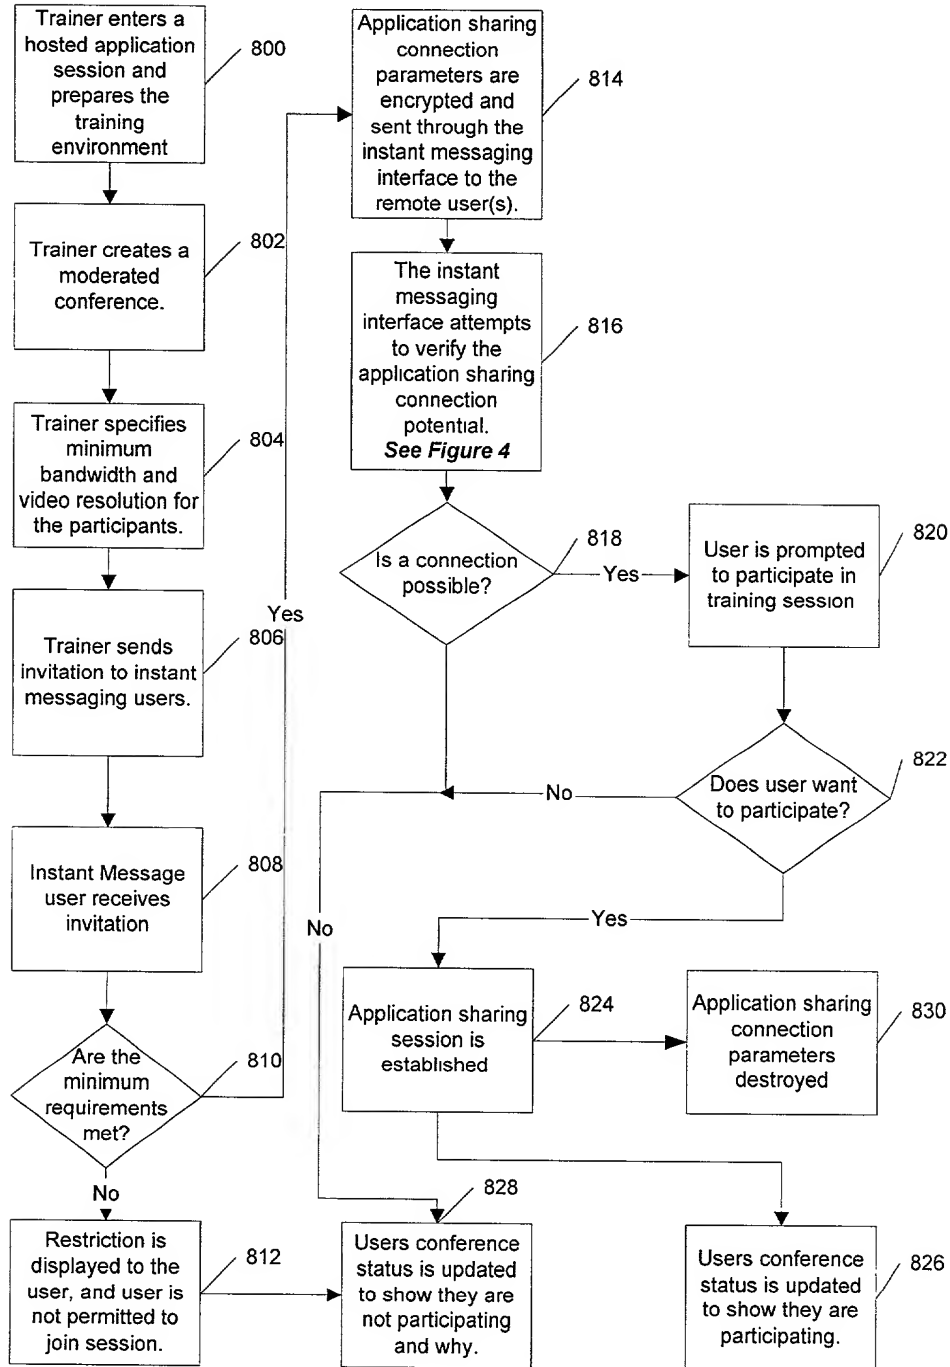 Trainer enters a
hosted application
session and
prepares the
training
environment
800
Trainer creates a
moderated
conference.
802
Trainer specifies
minimum
bandwidth and
video resolution for
the participants.
804
Trainer sends
invitation to instant
messaging users.
806
Instant Message
user receives
invitation
808
Are the
minimum
requirements
met?
810
Yes
No
Restriction is
displayed to the
user, and user is
not permitted to
join session.
812
Application sharing
connection
parameters are
encrypted and
sent through the
instant messaging
interface to the
remote user(s).
814
The instant
messaging
interface attempts
to verify the
application sharing
connection
potential.
See Figure 4
816
Is a connection
possible?
818
Yes
No
User is prompted
to participate in
training session
820
Does user want
to participate?
822
No
Yes
Application sharing
session is
established
824
Application sharing
connection
parameters
destroyed
830
Users conference
status is updated
to show they are
not participating
and why.
828
Users conference
status is updated
to show they are
participating.
826